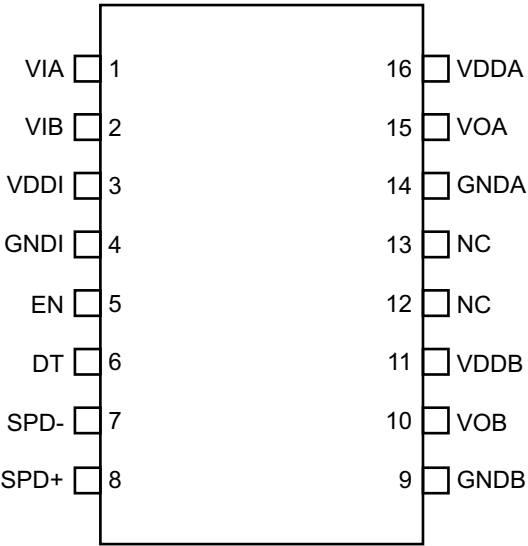 VIA 1 16 VDDA
VIB 2 15 VOA
VDDI 3 14 GNDA
GNDI 4 13 NC
EN 5 12 NC
DT 6 11 VDDB
SPD- 7 10 VOB
SPD+ 8 9 GNDB